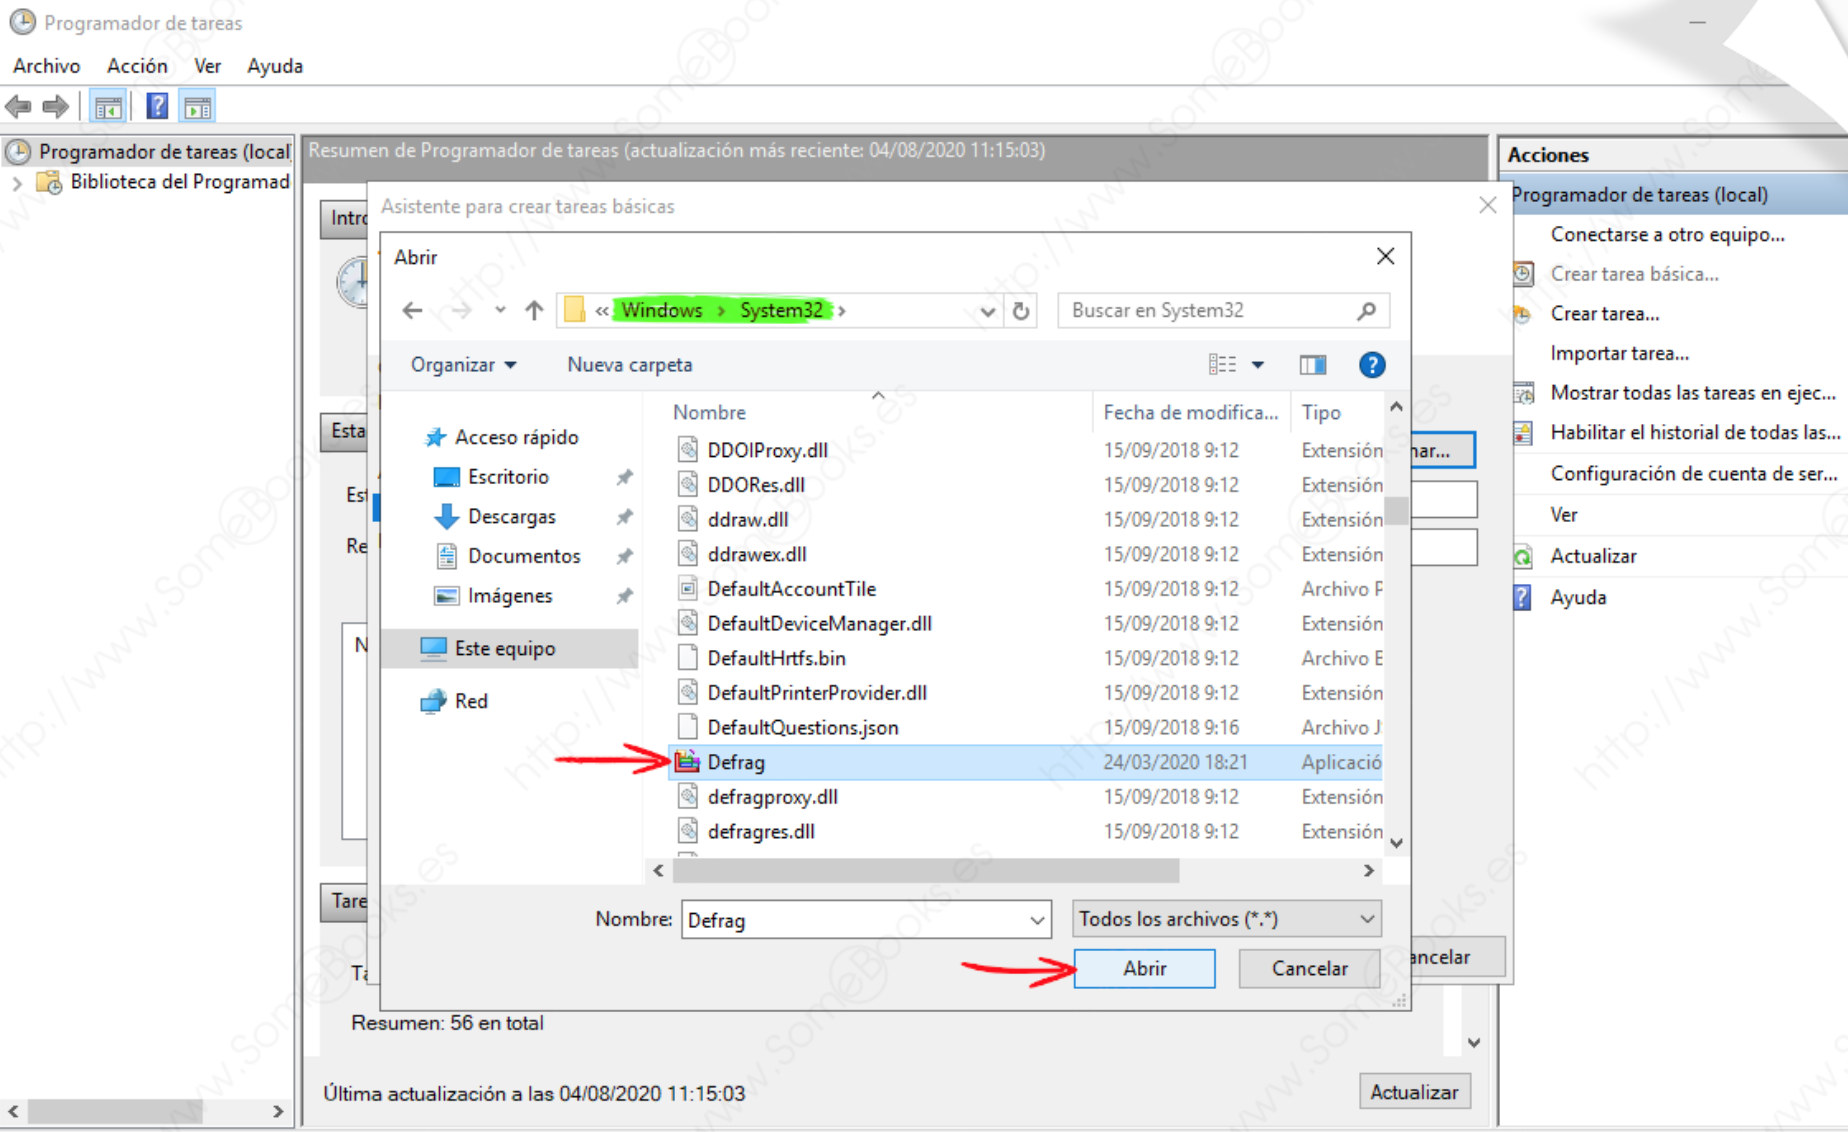 Programador de tareas
Archivo Acción Ver Ayuda
Programador de tareas (local
Biblioteca del Programad
Resumen de Programador de tareas (actualización más reciente: 04/08/2020 11:15:03)
Intro
Asistente para crear tareas básicas
Abrir
« Windows › System32 ›
Buscar en System32
Organizar
Nueva carpeta
Acceso rápido
Escritorio
Descargas
Documentos
Imágenes
Este equipo
Red
Nombre Fecha de modifica... Tipo
DDOIProxy.dll 15/09/2018 9:12 Extensión
DDORes.dll 15/09/2018 9:12 Extensión
ddraw.dll 15/09/2018 9:12 Extensión
ddrawex.dll 15/09/2018 9:12 Extensión
DefaultAccountTile 15/09/2018 9:12 Archivo P
DefaultDeviceManager.dll 15/09/2018 9:12 Extensión
DefaultHrtfs.bin 15/09/2018 9:12 Archivo B
DefaultPrinterProvider.dll 15/09/2018 9:12 Extensión
DefaultQuestions.json 15/09/2018 9:16 Archivo J
Defrag 24/03/2020 18:21 Aplicació
defragproxy.dll 15/09/2018 9:12 Extensión
defragres.dll 15/09/2018 9:12 Extensión
Nombre: Defrag
Todos los archivos (*.*)
Abrir
Cancelar
Esta
Est
Re
N
Tare
Ta
nar...
ancelar
Resumen: 56 en total
Última actualización a las 04/08/2020 11:15:03
Actualizar
Acciones
Programador de tareas (local)
Conectarse a otro equipo...
Crear tarea básica...
Crear tarea...
Importar tarea...
Mostrar todas las tareas en ejec...
Habilitar el historial de todas las...
Configuración de cuenta de ser...
Ver
Actualizar
Ayuda
http://www.SomeBooks.es